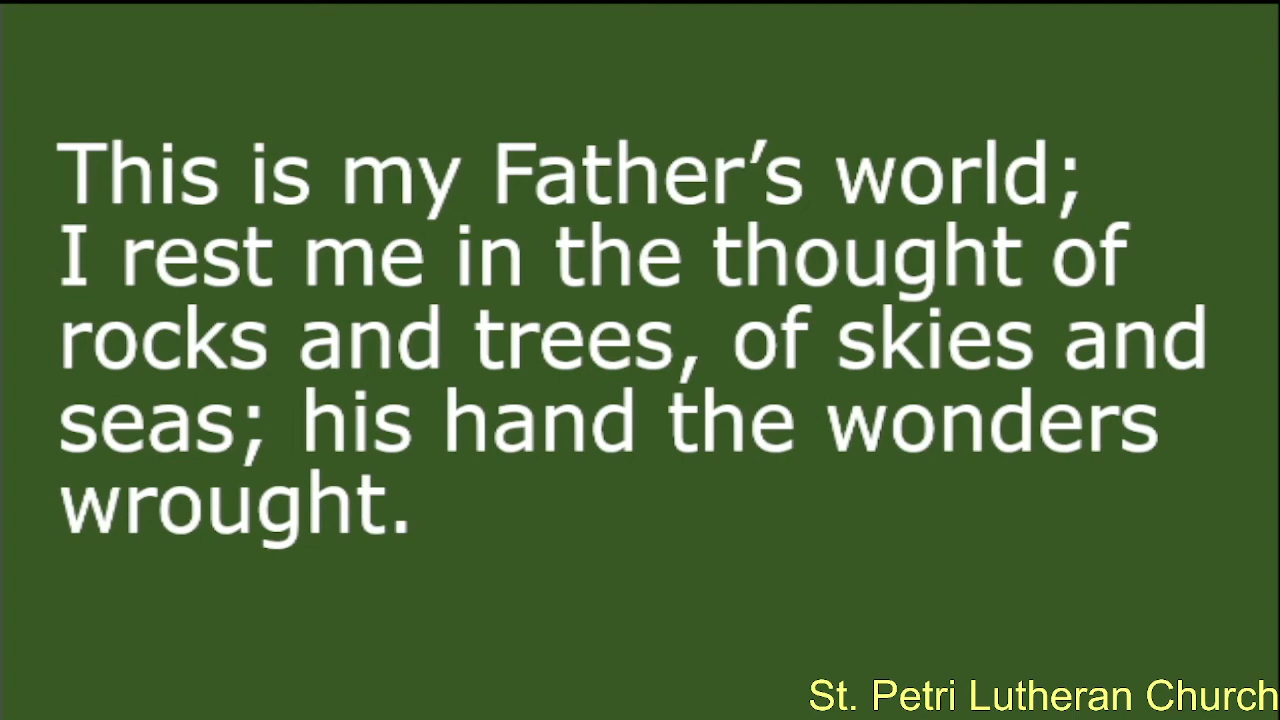 This is my Father’s world;
I rest me in the thought of
rocks and trees, of skies and
seas; his hand the wonders
wrought.
St. Petri Lutheran Church